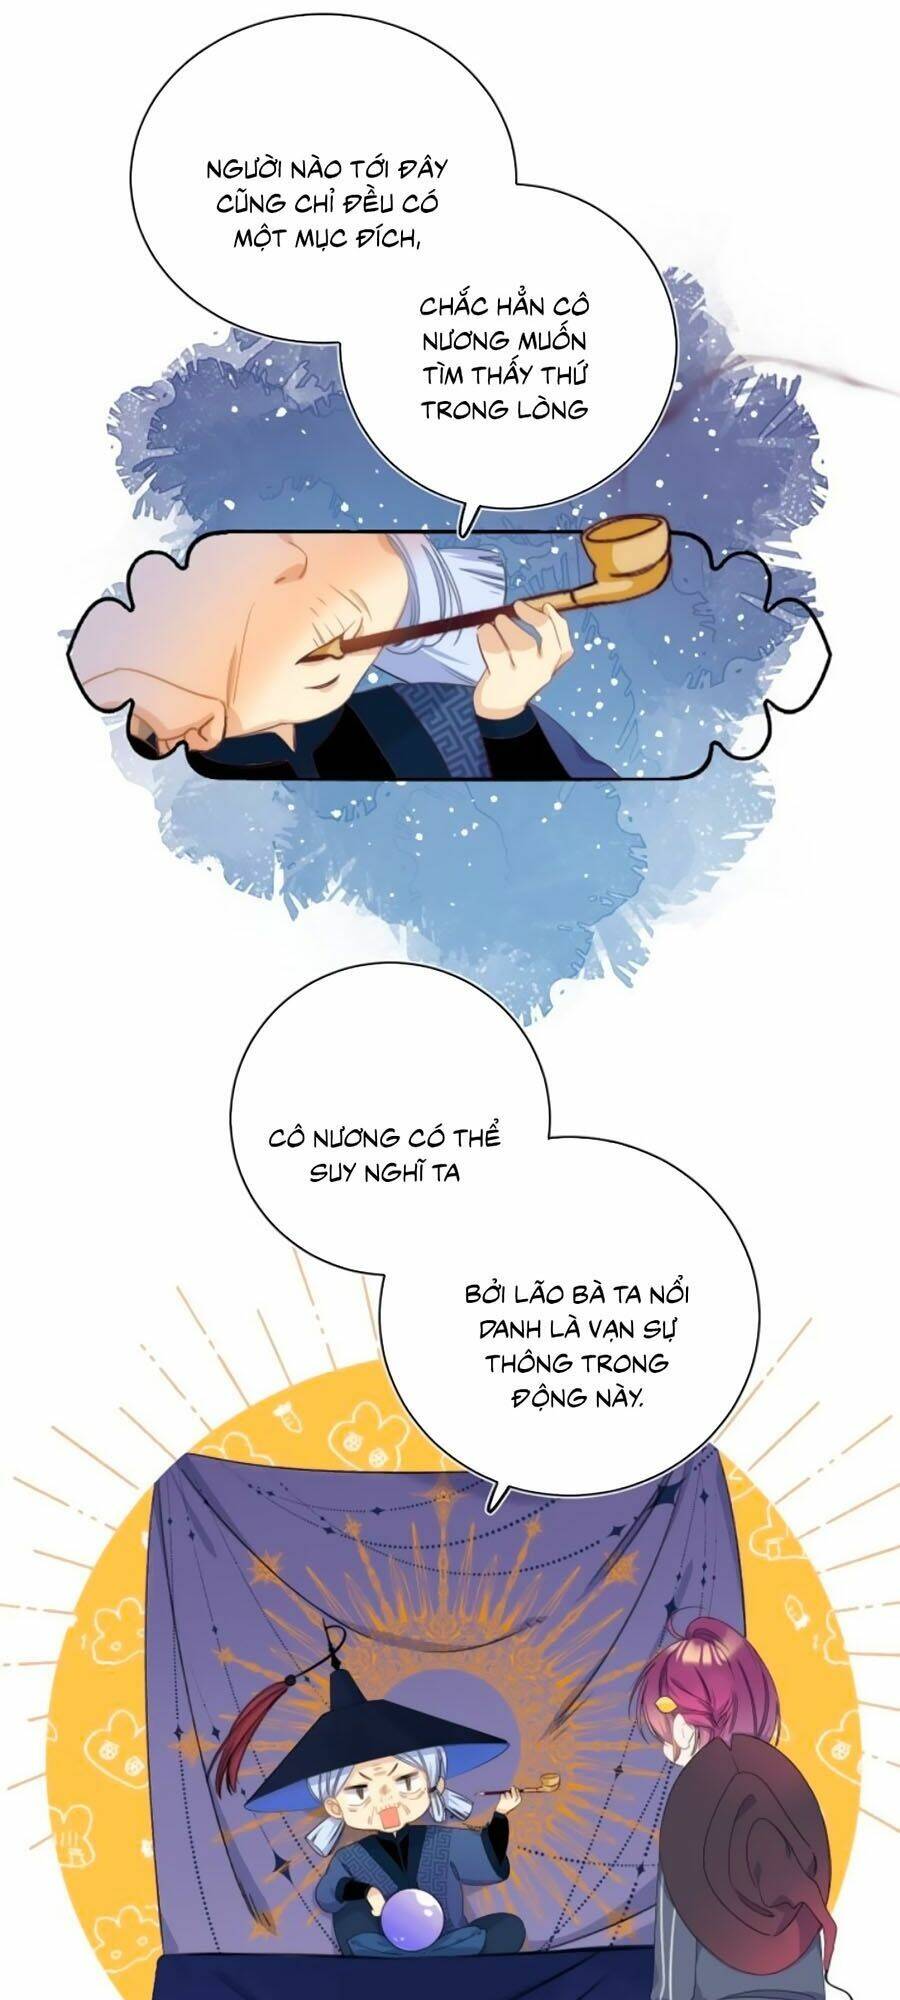 NGƯỜI NÀO TỚI ĐÂY
CŨNG CHỈ ĐỀU CÓ
MỘT MỤC ĐÍCH,
CHẮC HẲN CÔ
NƯƠNG MUỐN
TÌM THẤY THỨ
TRONG LÒNG
CÔ NƯƠNG CÓ THỂ
SUY NGHĨ TA
BỞI LÃO BÀ TA NỔI
DANH LÀ VẠN SỰ
THÔNG TRONG
ĐỘNG NÀY.